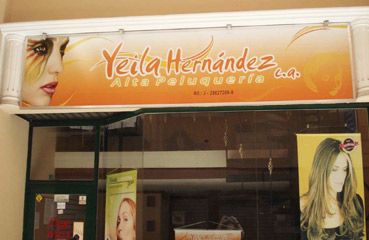 Yeila Hernández c.a.
Alta Peluquería